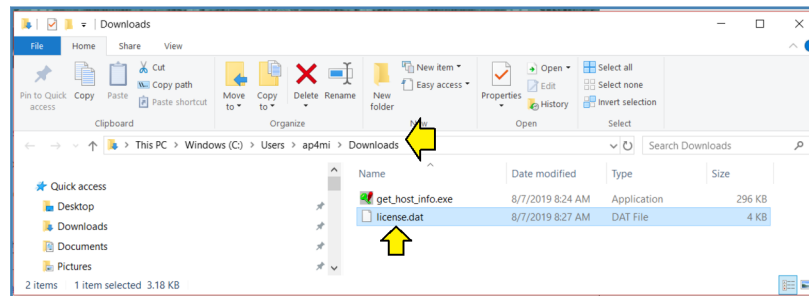 Downloads
File Home Share View
Pin to Quick access
Copy
Paste
Cut
Copy path
Paste shortcut
Clipboard
Move to
Copy to
Delete
Rename
Organize
New folder
New item
Easy access
New
Properties
Open
Edit
History
Open
Select all
Select none
Invert selection
Select
This PC > Windows (C:) > Users > ap4mi > Downloads
Search Downloads
Quick access
Desktop
Downloads
Documents
Pictures
Name Date modified Type Size
get_host_info.exe 8/7/2019 8:24 AM Application 296 KB
license.dat 8/7/2019 8:27 AM DAT File 4 KB
2 items 1 item selected 3.18 KB